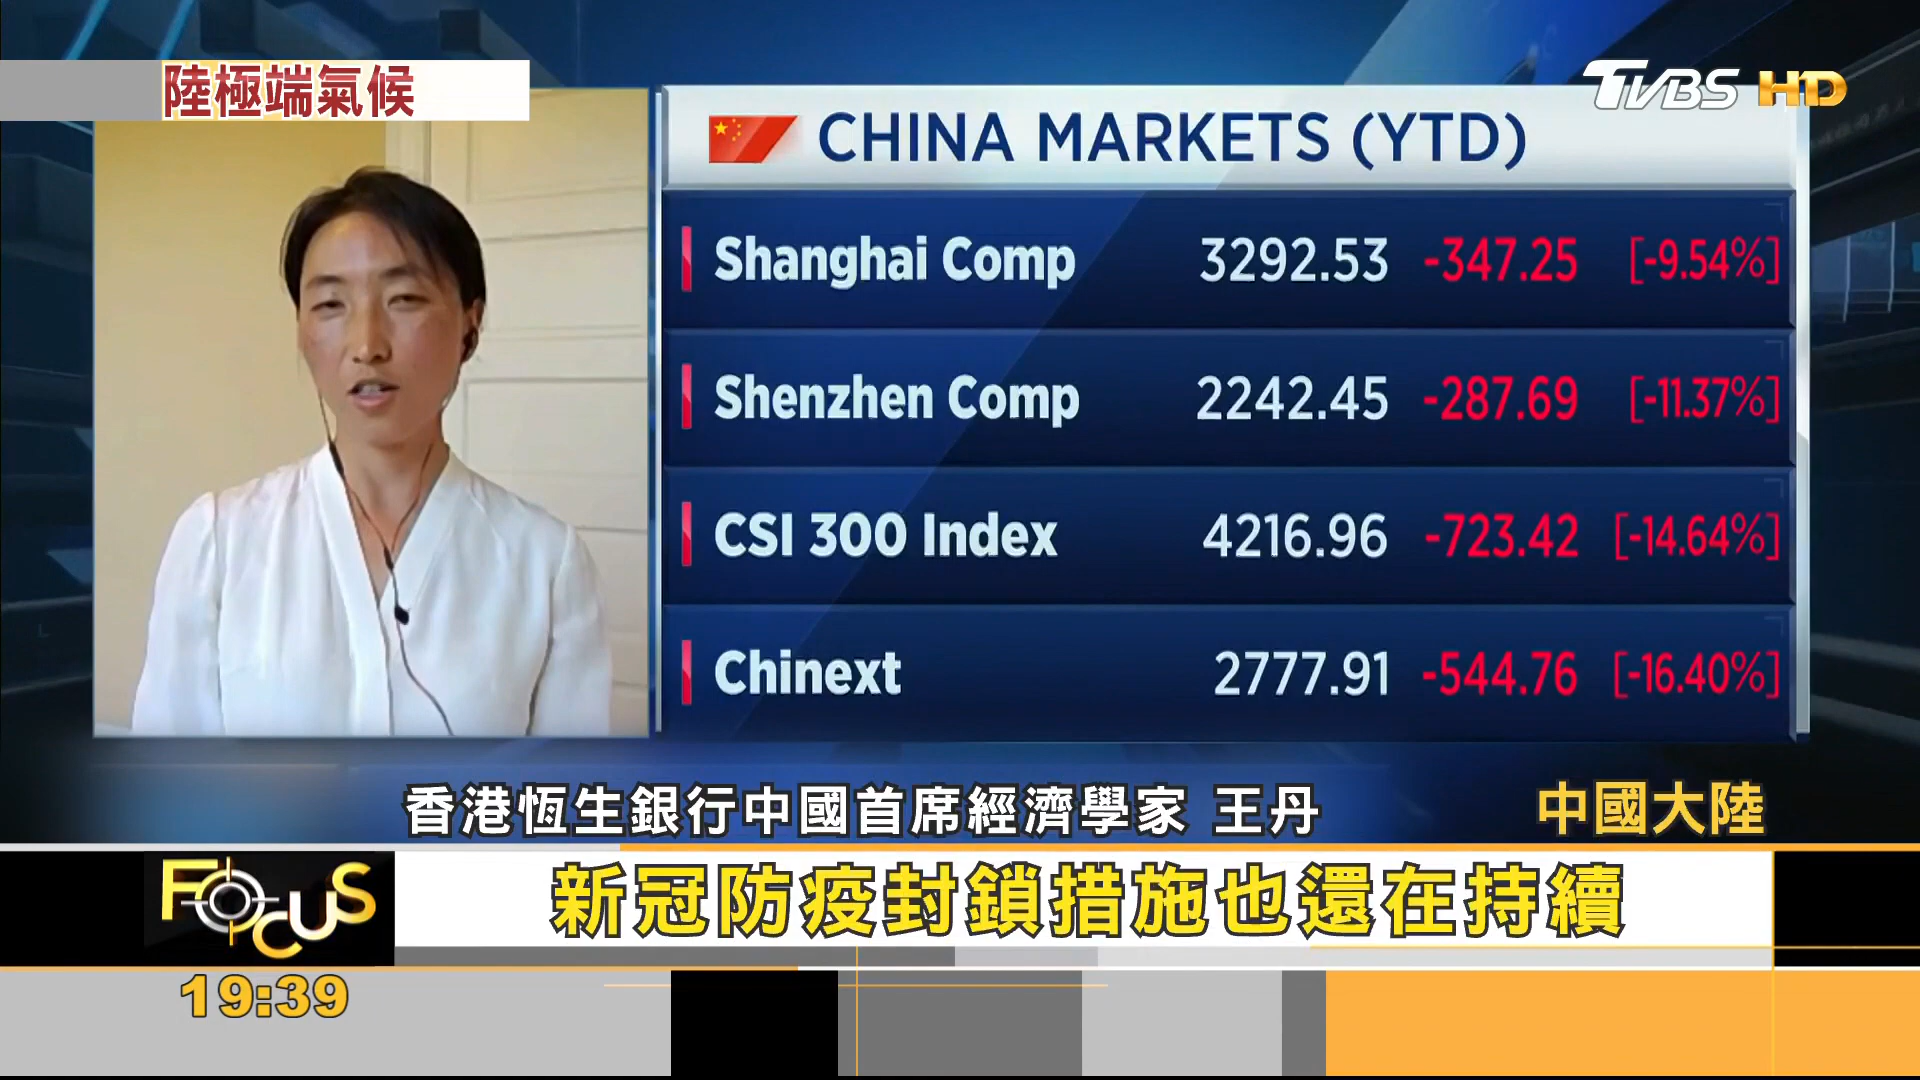 陸極端氣候
TVBS HD
CHINA MARKETS (YTD)
Shanghai Comp 3292.53 -347.25 [-9.54%]
Shenzhen Comp 2242.45 -287.69 [-11.37%]
CSI 300 Index 4216.96 -723.42 [-14.64%]
Chinext 2777.91 -544.76 [-16.40%]
香港恆生銀行中國首席經濟學家 王丹
中國大陸
FOCUS
新冠防疫封鎖措施也還在持續
19:39